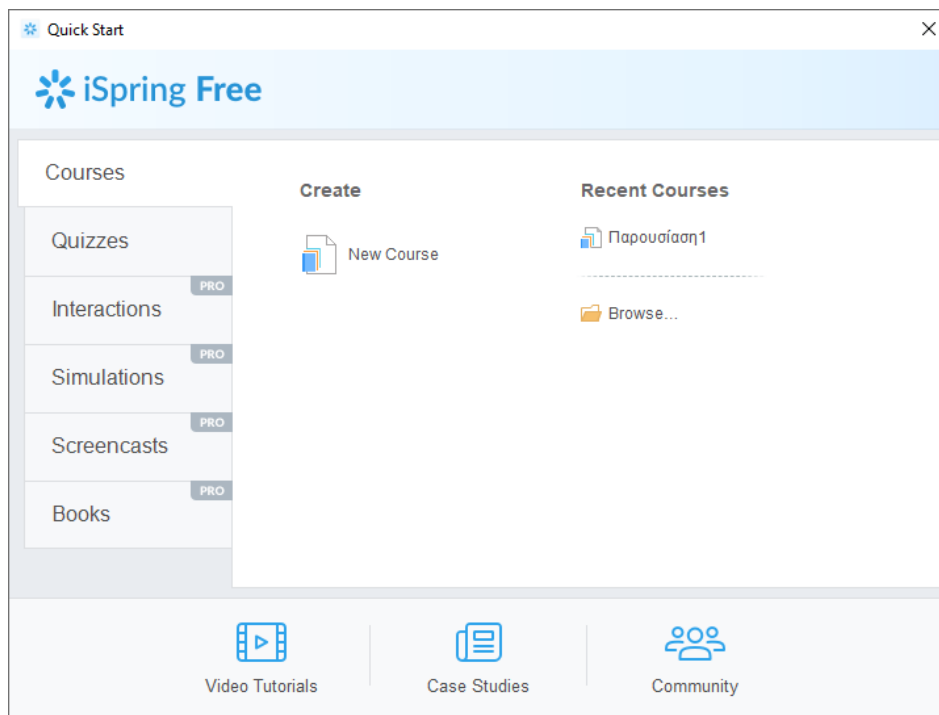 Quick Start
iSpring Free
Courses
Quizzes
PRO
Interactions
PRO
Simulations
PRO
Screencasts
PRO
Books
Create
New Course
Recent Courses
Παρουσίαση1
Browse...
Video Tutorials
Case Studies
Community